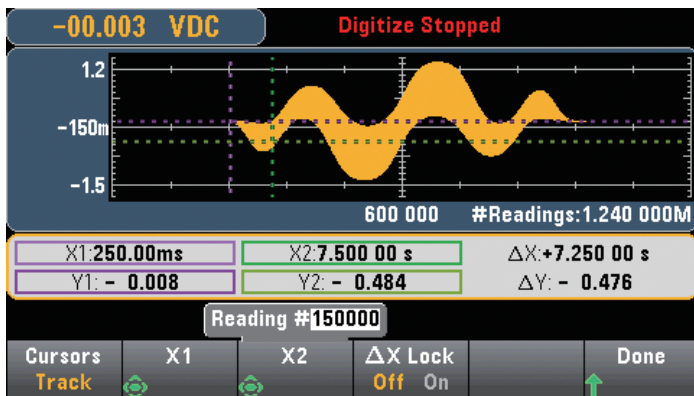 -00.003 VDC Digitize Stopped
1.2
-150m
-1.5
600 000 #Readings:1.240 000M
X1:250.00ms X2:7.500 00 s ΔX:+7.250 00 s
Y1: - 0.008 Y2: - 0.484 ΔY: - 0.476
Reading #150000
Cursors X1 X2 ΔX Lock Done
Track Off On